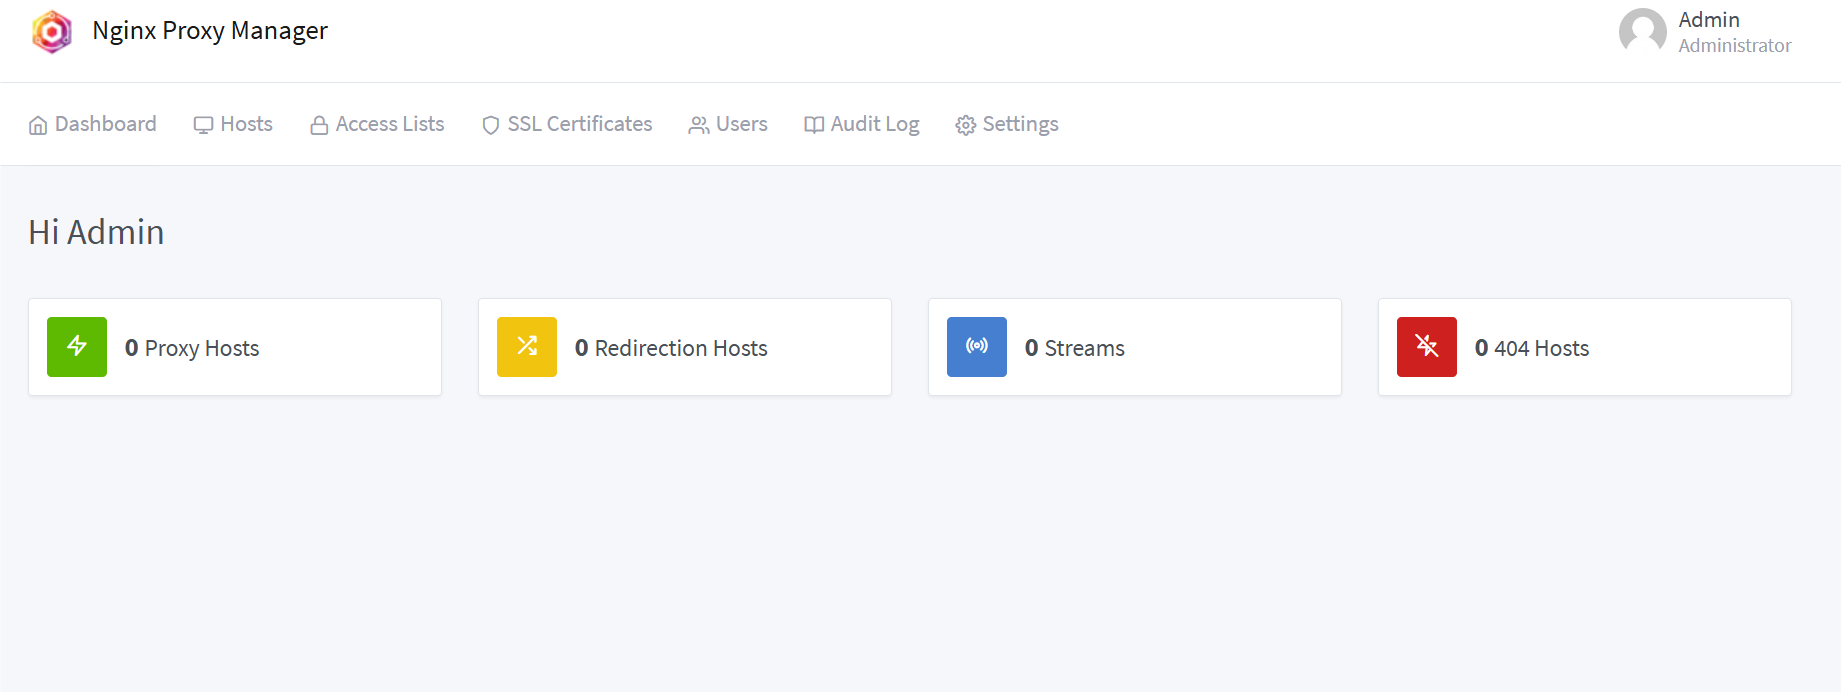 Nginx Proxy Manager
Admin
Administrator
Dashboard Hosts Access Lists SSL Certificates Users Audit Log Settings
Hi Admin
0 Proxy Hosts
0 Redirection Hosts
0 Streams
0 404 Hosts